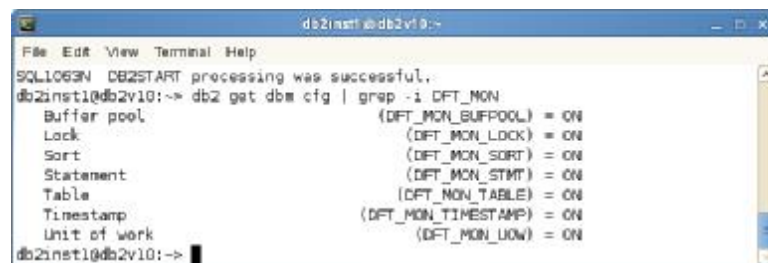 db2inst1@db2v10:~
File Edit View Terminal Help
SQL1063N  DB2START processing was successful.
db2inst1@db2v10:~> db2 get dbm cfg | grep -i DFT_MON
Buffer pool (DFT_MON_BUFPOOL) = ON
Lock (DFT_MON_LOCK) = ON
Sort (DFT_MON_SORT) = ON
Statement (DFT_MON_STMT) = ON
Table (DFT_MON_TABLE) = ON
Timestamp (DFT_MON_TIMESTAMP) = ON
Unit of work (DFT_MON_UOW) = ON
db2inst1@db2v10:~>